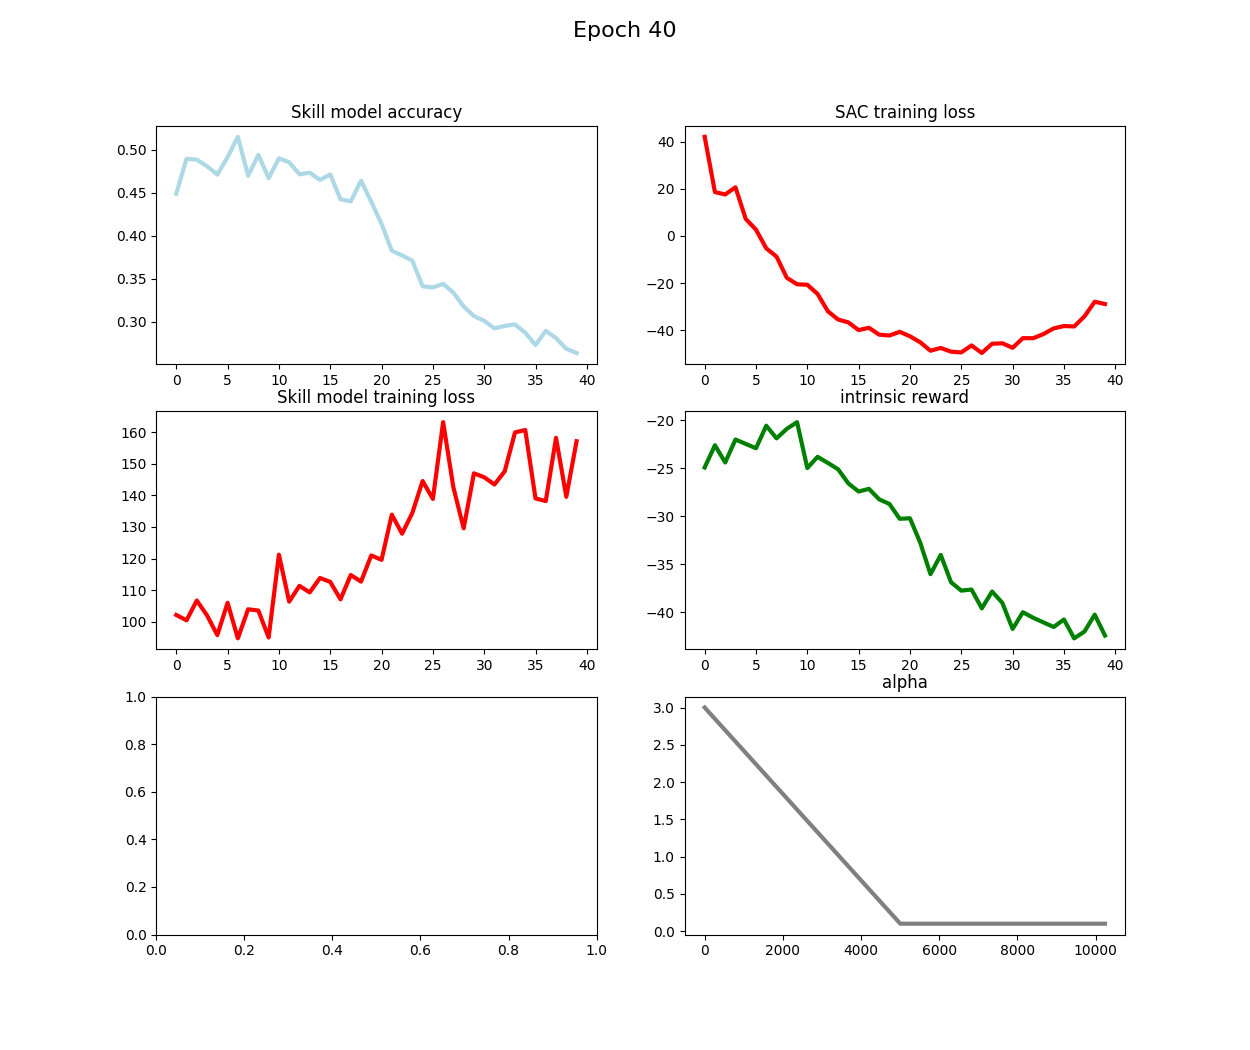 Epoch 40
Skill model accuracy
0.50
0.45
0.40
0.35
0.30
0 5 10 15 20 25 30 35 40
SAC training loss
40
20
0
−20
−40
0 5 10 15 20 25 30 35 40
Skill model training loss
160
150
140
130
120
110
100
0 5 10 15 20 25 30 35 40
intrinsic reward
−20
−25
−30
−35
−40
0 5 10 15 20 25 30 35 40
1.0
0.8
0.6
0.4
0.2
0.0
0.0 0.2 0.4 0.6 0.8 1.0
alpha
3.0
2.5
2.0
1.5
1.0
0.5
0.0
0 2000 4000 6000 8000 10000